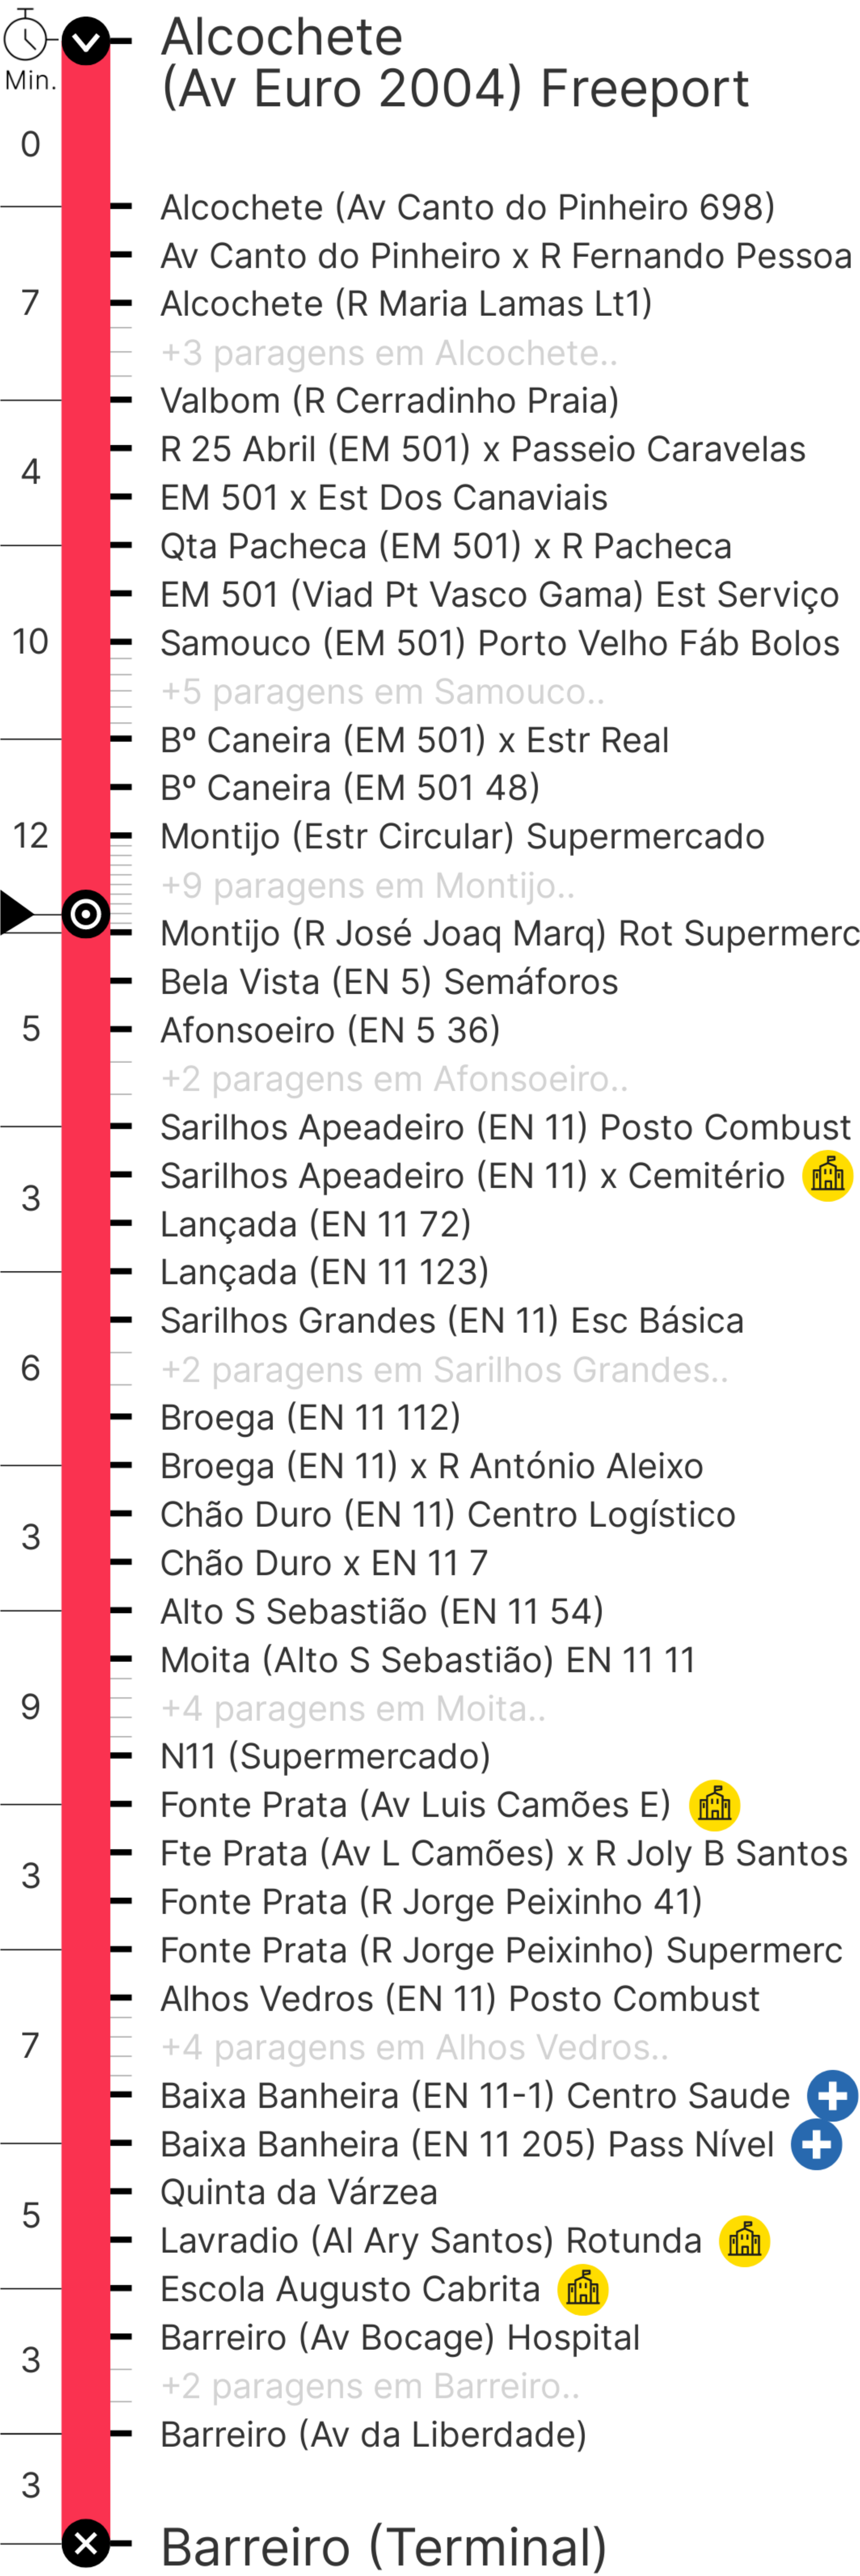 Alcochete
(Av Euro 2004) Freeport
Min.
0
Alcochete (Av Canto do Pinheiro 698)
Av Canto do Pinheiro x R Fernando Pessoa
7
Alcochete (R Maria Lamas Lt1)
+3 paragens em Alcochete..
Valbom (R Cerradinho Praia)
R 25 Abril (EM 501) x Passeio Caravelas
4
EM 501 x Est Dos Canaviais
Qta Pacheca (EM 501) x R Pacheca
EM 501 (Viad Pt Vasco Gama) Est Serviço
10
Samouco (EM 501) Porto Velho Fáb Bolos
+5 paragens em Samouco..
Bº Caneira (EM 501) x Estr Real
Bº Caneira (EM 501 48)
12
Montijo (Estr Circular) Supermercado
+9 paragens em Montijo..
Montijo (R José Joaq Marq) Rot Supermerc
Bela Vista (EN 5) Semáforos
5
Afonsoeiro (EN 5 36)
+2 paragens em Afonsoeiro..
Sarilhos Apeadeiro (EN 11) Posto Combust
Sarilhos Apeadeiro (EN 11) x Cemitério
3
Lançada (EN 11 72)
Lançada (EN 11 123)
Sarilhos Grandes (EN 11) Esc Básica
6
+2 paragens em Sarilhos Grandes..
Broega (EN 11 112)
Broega (EN 11) x R António Aleixo
Chão Duro (EN 11) Centro Logístico
3
Chão Duro x EN 11 7
Alto S Sebastião (EN 11 54)
Moita (Alto S Sebastião) EN 11 11
9
+4 paragens em Moita..
N11 (Supermercado)
Fonte Prata (Av Luis Camões E)
Fte Prata (Av L Camões) x R Joly B Santos
3
Fonte Prata (R Jorge Peixinho 41)
Fonte Prata (R Jorge Peixinho) Supermerc
Alhos Vedros (EN 11) Posto Combust
7
+4 paragens em Alhos Vedros..
Baixa Banheira (EN 11-1) Centro Saude
Baixa Banheira (EN 11 205) Pass Nível
Quinta da Várzea
5
Lavradio (Al Ary Santos) Rotunda
Escola Augusto Cabrita
Barreiro (Av Bocage) Hospital
3
+2 paragens em Barreiro..
Barreiro (Av da Liberdade)
3
Barreiro (Terminal)